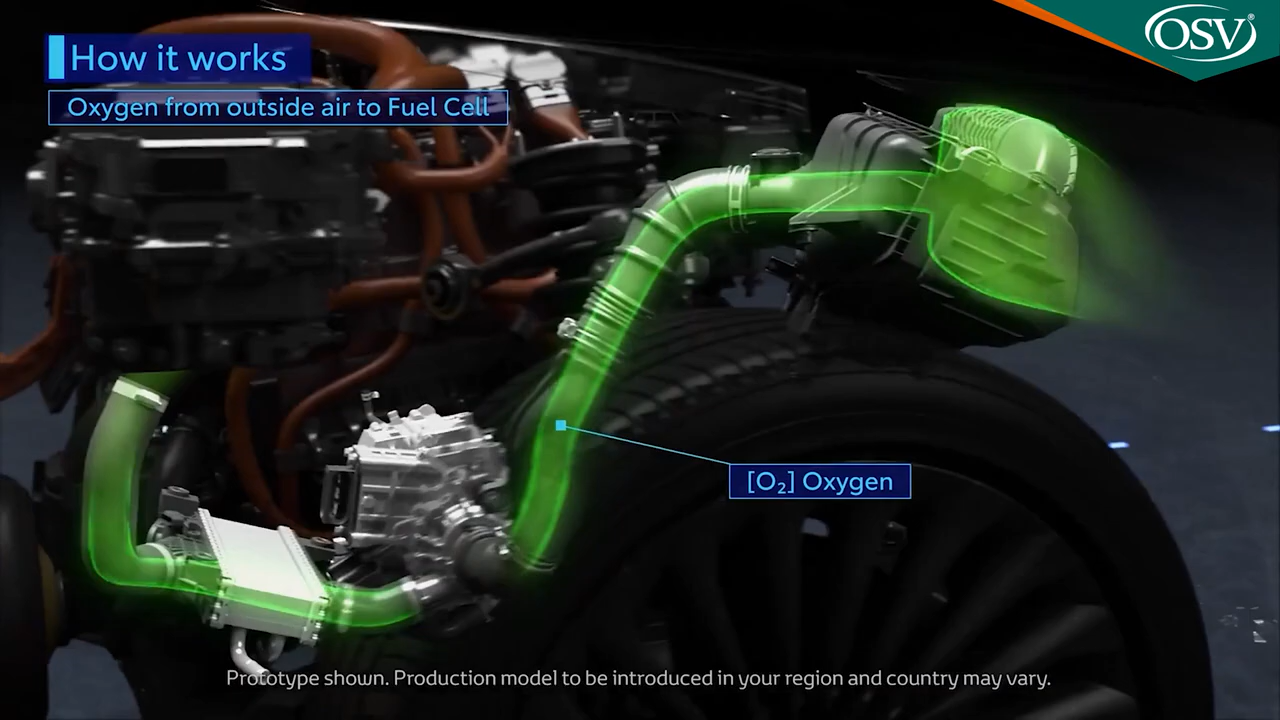 How it works
Oxygen from outside air to Fuel Cell
OSV®
[O₂] Oxygen
Prototype shown. Production model to be introduced in your region and country may vary.